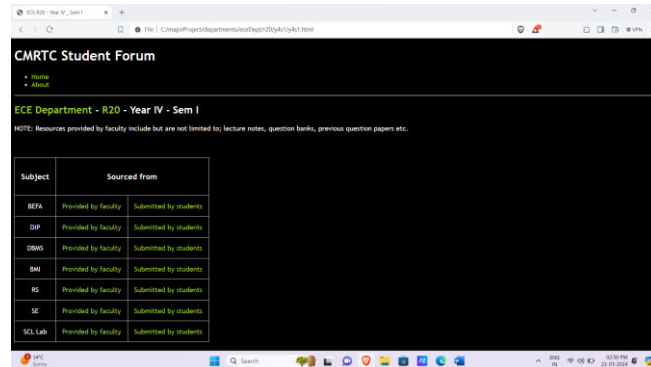 ECE R20 - Year IV _ Sem I
File C:/majorProject/departments/eceDept/r20/y4s1/y4s1.html
VPN
CMRTC Student Forum
Home
About
ECE Department - R20 - Year IV - Sem I
NOTE: Resources provided by faculty include but are not limited to; lecture notes, question banks, previous question papers etc.
Subject Sourced from
BEFA Provided by faculty Submitted by students
DIP Provided by faculty Submitted by students
DBMS Provided by faculty Submitted by students
BMI Provided by faculty Submitted by students
RS Provided by faculty Submitted by students
SE Provided by faculty Submitted by students
SCL Lab Provided by faculty Submitted by students
34°C Search ENG 02:50 PM
Sunny IN 21-03-2024